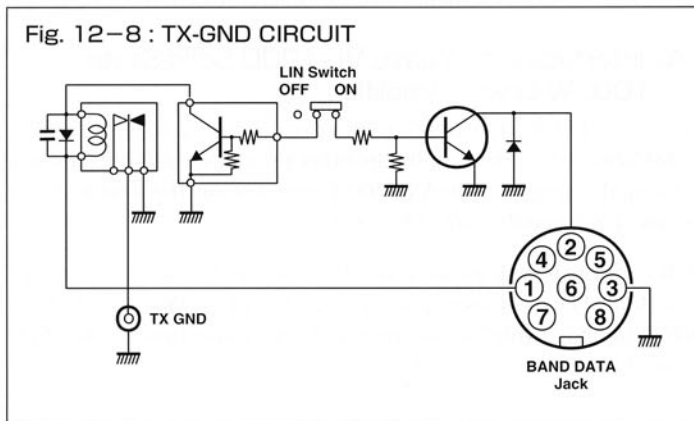 Fig. 12-8 : TX-GND CIRCUIT
LIN Switch
OFF ON
TX GND
2
4 5
1 6 3
7 8
BAND DATA
Jack